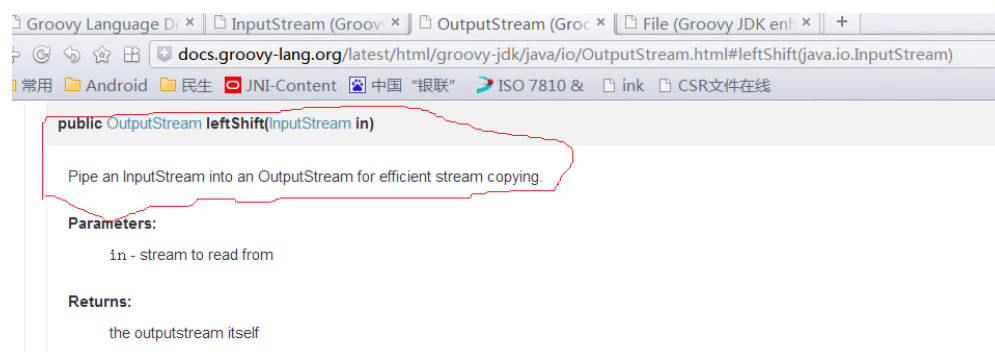 Groovy Language Do × InputStream (Groov × OutputStream (Groc × File (Groovy JDK enh × +
docs.groovy-lang.org/latest/html/groovy-jdk/java/io/OutputStream.html#leftShift(java.io.InputStream)
常用 Android 民生 JNI-Content 中国 "银联" ISO 7810 & ink CSR文件在线
public OutputStream leftShift(InputStream in)
Pipe an InputStream into an OutputStream for efficient stream copying.
Parameters:
in - stream to read from
Returns:
the outputstream itself